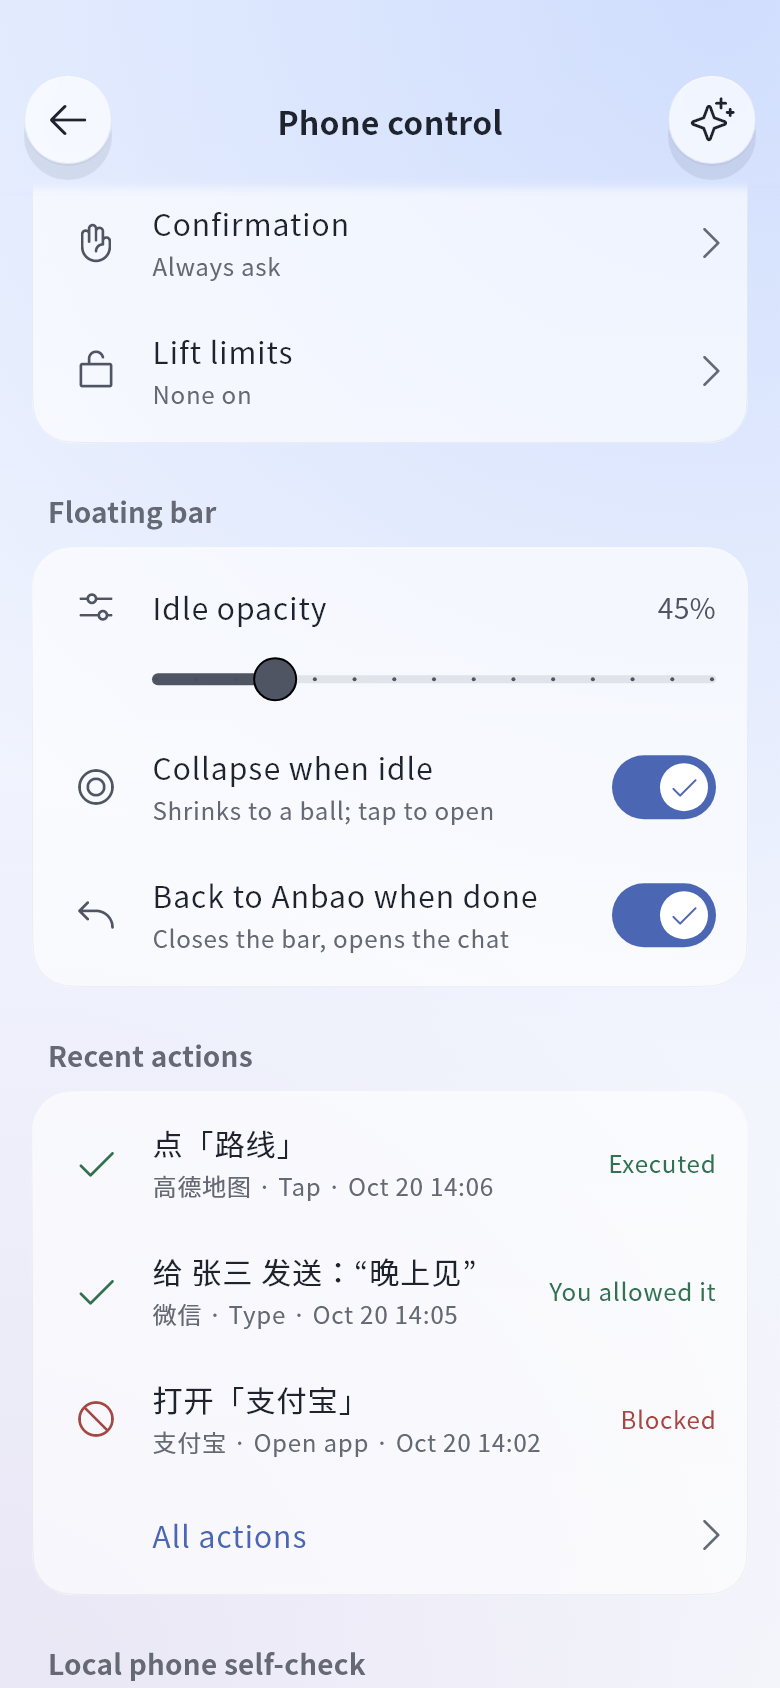 Phone control
Confirmation
Always ask
Lift limits
None on
Floating bar
Idle opacity
45%
Collapse when idle
Shrinks to a ball; tap to open
Back to Anbao when done
Closes the bar, opens the chat
Recent actions
点「路线」
高德地图 · Tap · Oct 20 14:06
Executed
给 张三 发送：“晚上见”
微信 · Type · Oct 20 14:05
You allowed it
打开「支付宝」
支付宝 · Open app · Oct 20 14:02
Blocked
All actions
Local phone self-check